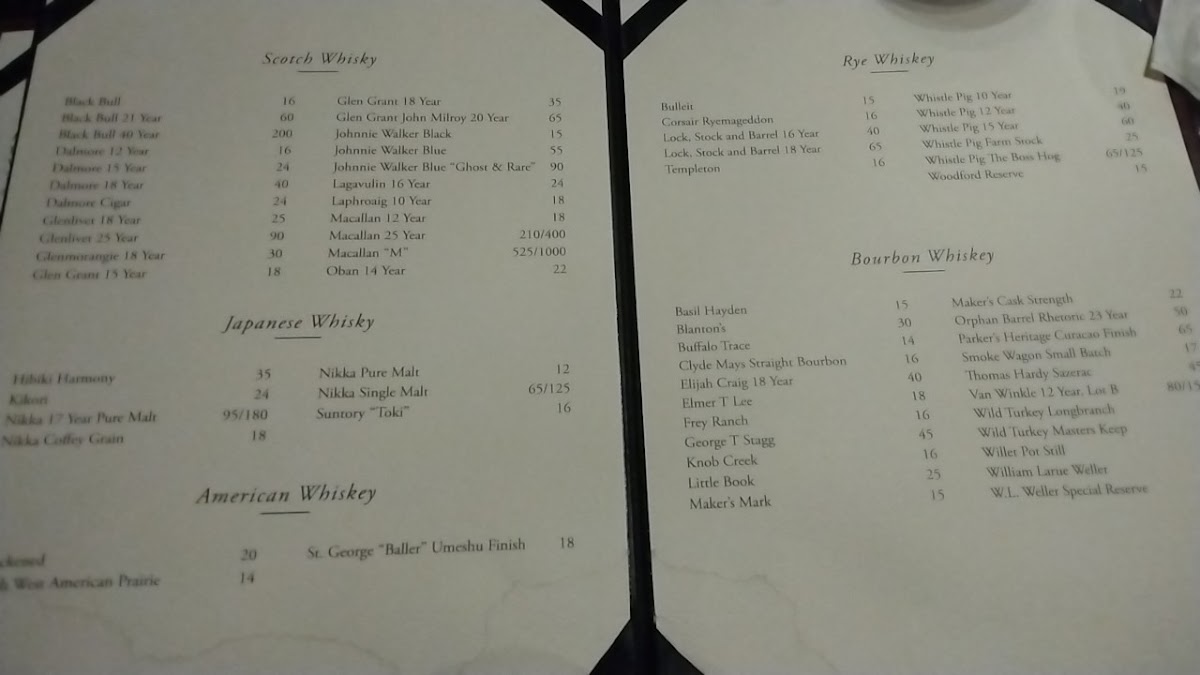 Scotch Whisky
Black Bull 16
Black Bull 21 Year 60
Black Bull 40 Year 200
Dalmore 12 Year 16
Dalmore 15 Year 24
Dalmore 18 Year 40
Dalmore Cigar 24
Glenlivet 18 Year 25
Glenlivet 25 Year 90
Glenmorangie 18 Year 30
Glen Grant 15 Year 18
Glen Grant 18 Year 35
Glen Grant John Milroy 20 Year 65
Johnnie Walker Black 15
Johnnie Walker Blue 55
Johnnie Walker Blue "Ghost & Rare" 90
Lagavulin 16 Year 24
Laphroaig 10 Year 18
Macallan 12 Year 18
Macallan 25 Year 210/400
Macallan "M" 525/1000
Oban 14 Year 22
Japanese Whisky
Hibiki Harmony 35
Kikori 24
Nikka 17 Year Pure Malt 95/180
Nikka Coffey Grain 18
Nikka Pure Malt 12
Nikka Single Malt 65/125
Suntory "Toki" 16
American Whiskey
20
West American Prairie 14
St. George "Baller" Umeshu Finish 18
Rye Whiskey
Bulleit 15
Corsair Ryemageddon 16
Lock, Stock and Barrel 16 Year 40
Lock, Stock and Barrel 18 Year 65
Templeton 16
Whistle Pig 10 Year 19
Whistle Pig 12 Year 40
Whistle Pig 15 Year 60
Whistle Pig Farm Stock 25
Whistle Pig The Boss Hog 65/125
Woodford Reserve 15
Bourbon Whiskey
Basil Hayden 15
Blanton's 30
Buffalo Trace 14
Clyde Mays Straight Bourbon 16
Elijah Craig 18 Year 40
Elmer T Lee 18
Frey Ranch 16
George T Stagg 45
Knob Creek 16
Little Book 25
Maker's Mark 15
Maker's Cask Strength 22
Orphan Barrel Rhetoric 23 Year 50
Parker's Heritage Curacao Finish 65
Smoke Wagon Small Batch 17
Thomas Hardy Sazerac
Van Winkle 12 Year, Lot B
Wild Turkey Longbranch
Wild Turkey Masters Keep
Willet Pot Still
William Larue Weller
W.L. Weller Special Reserve